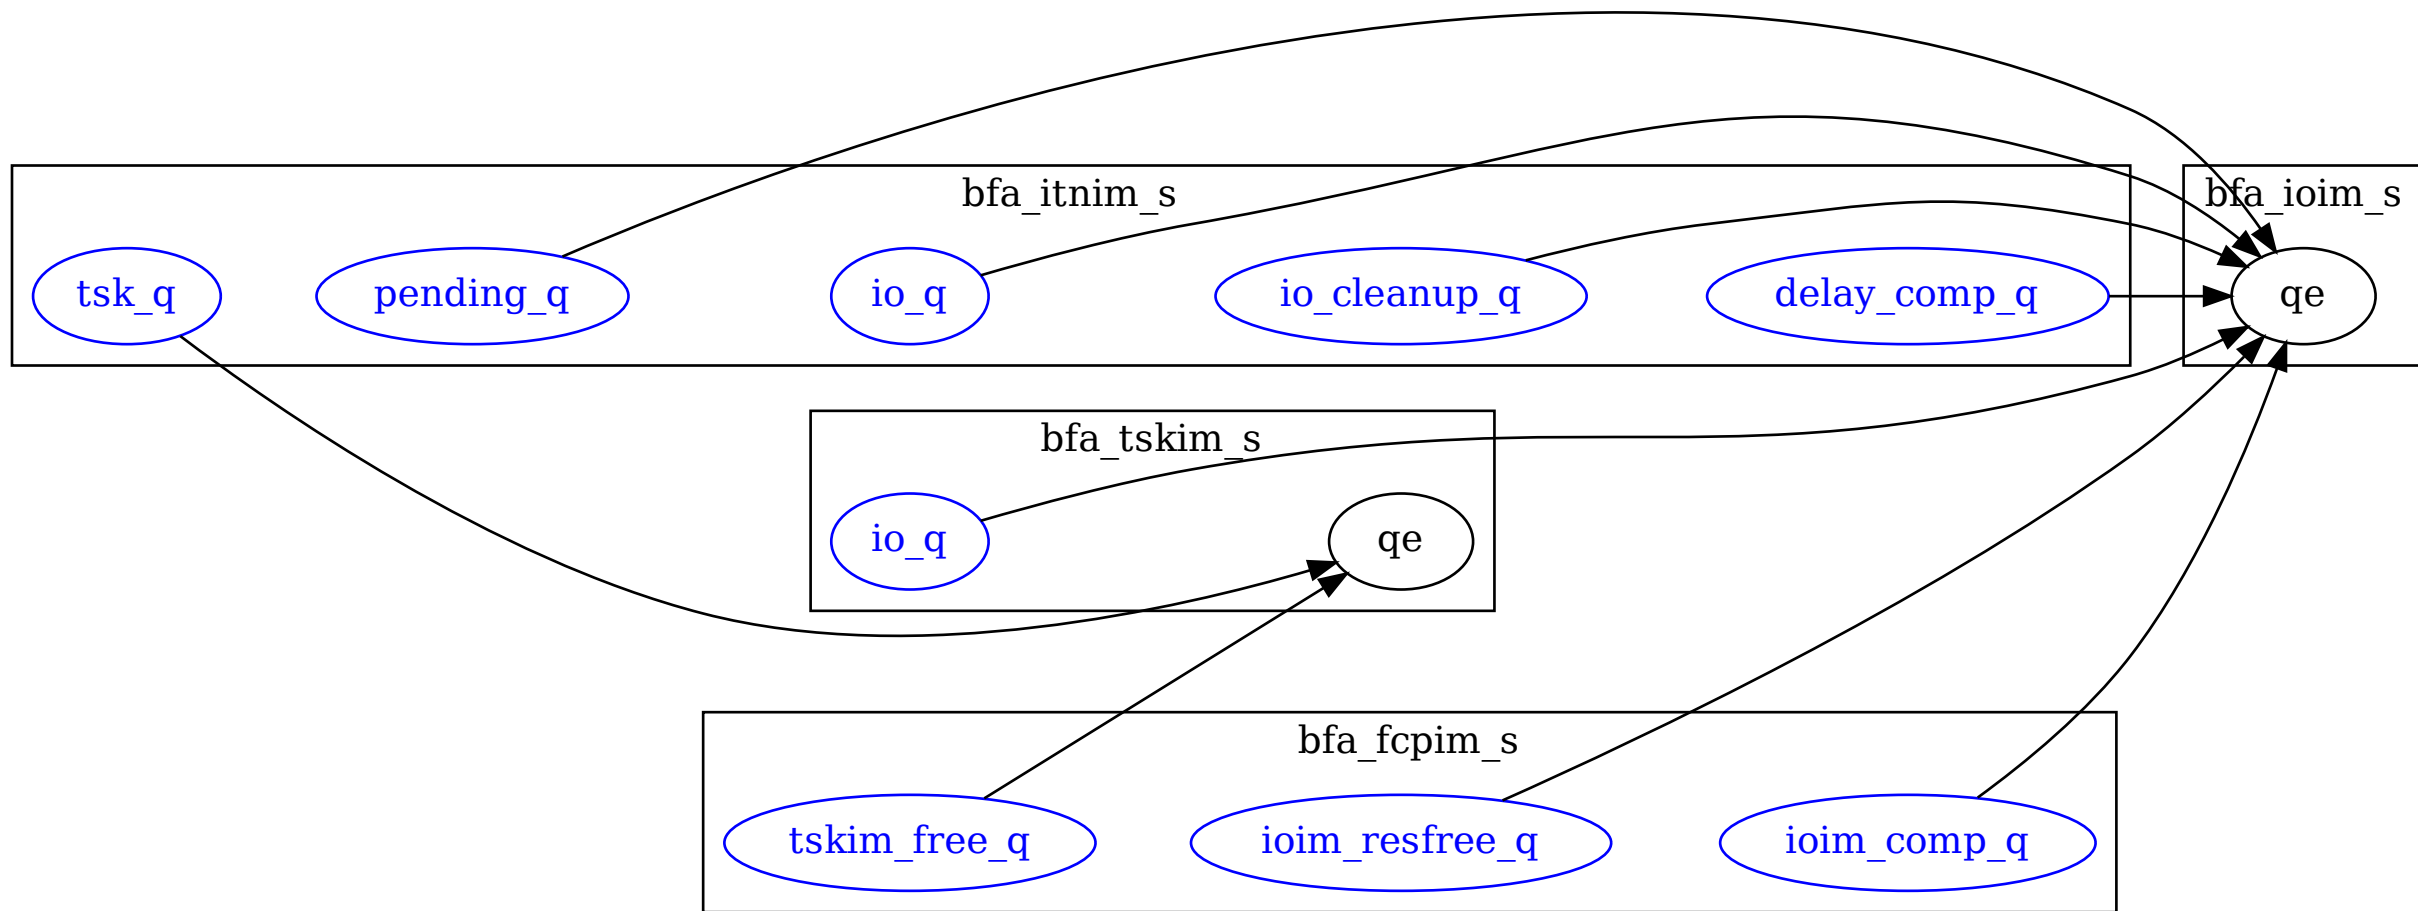 bfa_itnim_s
bfa_ioim_s
tsk_q
pending_q
io_q
io_cleanup_q
delay_comp_q
qe
bfa_tskim_s
io_q
qe
bfa_fcpim_s
tskim_free_q
ioim_resfree_q
ioim_comp_q